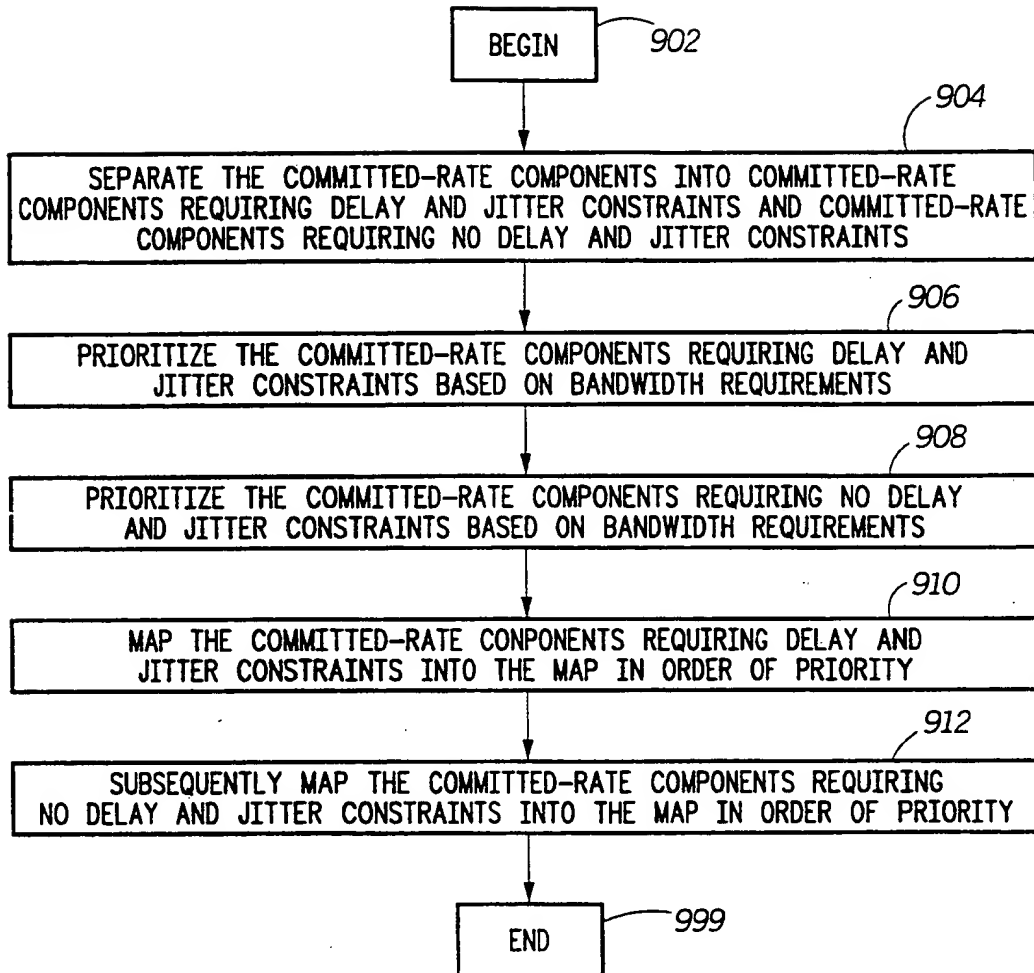 BEGIN
902
904
SEPARATE THE COMMITTED-RATE COMPONENTS INTO COMMITTED-RATE
COMPONENTS REQUIRING DELAY AND JITTER CONSTRAINTS AND COMMITTED-RATE
COMPONENTS REQUIRING NO DELAY AND JITTER CONSTRAINTS
906
PRIORITIZE THE COMMITTED-RATE COMPONENTS REQUIRING DELAY AND
JITTER CONSTRAINTS BASED ON BANDWIDTH REQUIREMENTS
908
PRIORITIZE THE COMMITTED-RATE COMPONENTS REQUIRING NO DELAY
AND JITTER CONSTRAINTS BASED ON BANDWIDTH REQUIREMENTS
910
MAP THE COMMITTED-RATE CONPONENTS REQUIRING DELAY AND
JITTER CONSTRAINTS INTO THE MAP IN ORDER OF PRIORITY
912
SUBSEQUENTLY MAP THE COMMITTED-RATE COMPONENTS REQUIRING
NO DELAY AND JITTER CONSTRAINTS INTO THE MAP IN ORDER OF PRIORITY
END
999